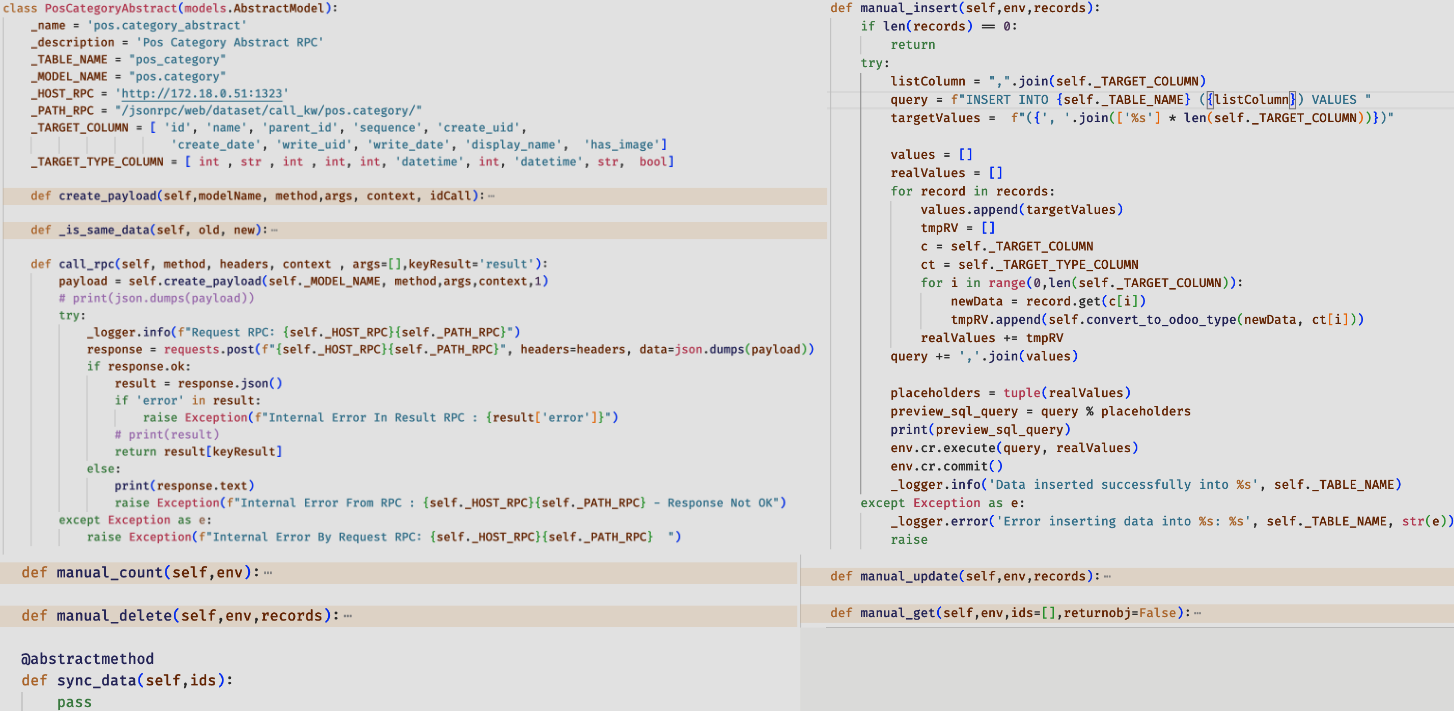 class PosCategoryAbstract(models.AbstractModel):
    _name = 'pos.category_abstract'
    _description = 'Pos Category Abstract RPC'
    _TABLE_NAME = "pos_category"
    _MODEL_NAME = "pos.category"
    _HOST_RPC = 'http://172.18.0.51:1323'
    _PATH_RPC = "/jsonrpc/web/dataset/call_kw/pos.category/"
    _TARGET_COLUMN = [ 'id', 'name', 'parent_id', 'sequence', 'create_uid',
                    'create_date', 'write_uid', 'write_date', 'display_name',  'has_image']
    _TARGET_TYPE_COLUMN = [ int , str , int , int, int, 'datetime', int, 'datetime', str,  bool]
    def create_payload(self,modelName, method,args, context, idCall):⋯
    def _is_same_data(self, old, new):⋯
    def call_rpc(self, method, headers, context , args=[],keyResult='result'):
        payload = self.create_payload(self._MODEL_NAME, method,args,context,1)
        # print(json.dumps(payload))
        try:
            _logger.info(f"Request RPC: {self._HOST_RPC}{self._PATH_RPC}")
            response = requests.post(f"{self._HOST_RPC}{self._PATH_RPC}", headers=headers, data=json.dumps(payload))
            if response.ok:
                result = response.json()
                if 'error' in result:
                    raise Exception(f"Internal Error In Result RPC : {result['error']}")
                # print(result)
                return result[keyResult]
            else:
                print(response.text)
                raise Exception(f"Internal Error From RPC : {self._HOST_RPC}{self._PATH_RPC} - Response Not OK")
        except Exception as e:
            raise Exception(f"Internal Error By Request RPC: {self._HOST_RPC}{self._PATH_RPC}  ")
    def manual_count(self,env):⋯
    def manual_delete(self,env,records):⋯
    @abstractmethod
    def sync_data(self,ids):
        pass
    def manual_insert(self,env,records):
        if len(records) == 0:
            return
        try:
            listColumn = ",".join(self._TARGET_COLUMN)
            query = f"INSERT INTO {self._TABLE_NAME} ({listColumn}) VALUES "
            targetValues =  f"({', '.join(['%s'] * len(self._TARGET_COLUMN))})"
            values = []
            realValues = []
            for record in records:
                values.append(targetValues)
                tmpRV = []
                c = self._TARGET_COLUMN
                ct = self._TARGET_TYPE_COLUMN
                for i in range(0,len(self._TARGET_COLUMN)):
                    newData = record.get(c[i])
                    tmpRV.append(self.convert_to_odoo_type(newData, ct[i]))
                realValues += tmpRV
            query += ','.join(values)
            placeholders = tuple(realValues)
            preview_sql_query = query % placeholders
            print(preview_sql_query)
            env.cr.execute(query, realValues)
            env.cr.commit()
            _logger.info('Data inserted successfully into %s', self._TABLE_NAME)
        except Exception as e:
            _logger.error('Error inserting data into %s: %s', self._TABLE_NAME, str(e))
            raise
    def manual_update(self,env,records):⋯
    def manual_get(self,env,ids=[],returnobj=False):⋯